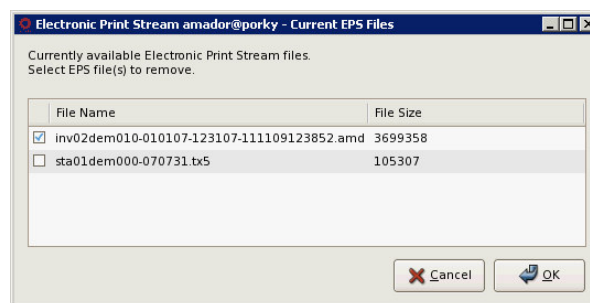 Electronic Print Stream amador@porky - Current EPS Files
Currently available Electronic Print Stream files.
Select EPS file(s) to remove.
File Name File Size
inv02dem010-010107-123107-111109123852.amd 3699358
sta01dem000-070731.tx5 105307
Cancel OK